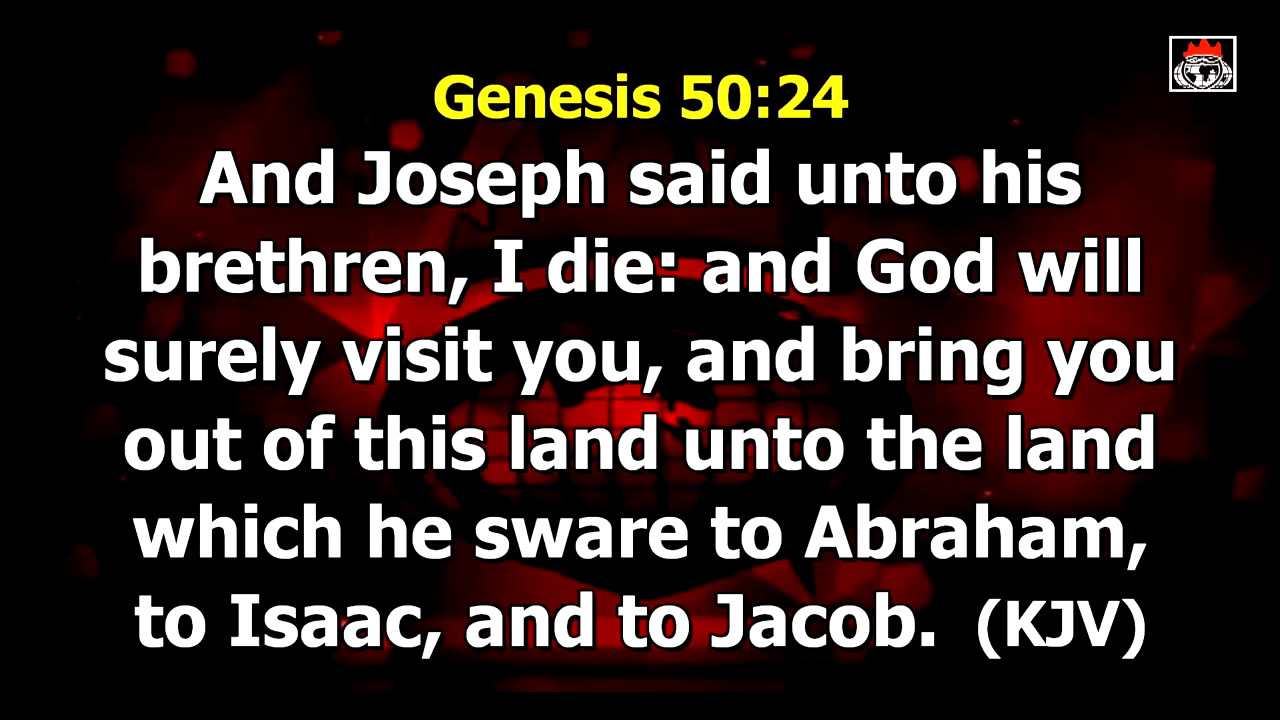 Genesis 50:24
And Joseph said unto his
brethren, I die: and God will
surely visit you, and bring you
out of this land unto the land
which he sware to Abraham,
to Isaac, and to Jacob. (KJV)